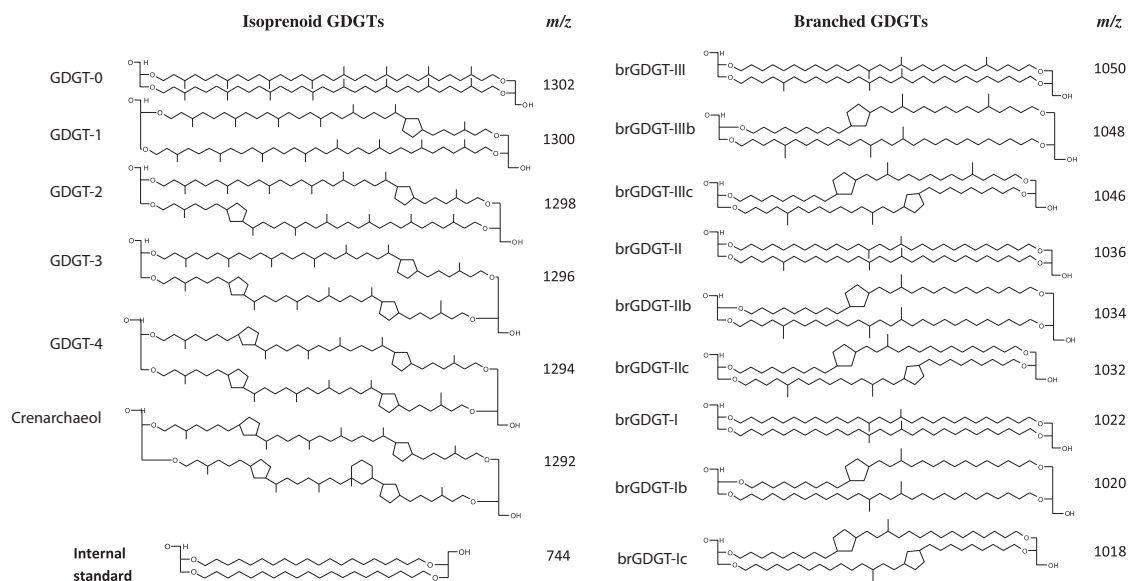 Isoprenoid GDGTs m/z
GDGT-0 1302
GDGT-1 1300
GDGT-2 1298
GDGT-3 1296
GDGT-4 1294
Crenarchaeol 1292
Internal standard 744
Branched GDGTs m/z
brGDGT-III 1050
brGDGT-IIIb 1048
brGDGT-IIIc 1046
brGDGT-II 1036
brGDGT-IIb 1034
brGDGT-IIc 1032
brGDGT-I 1022
brGDGT-Ib 1020
brGDGT-Ic 1018